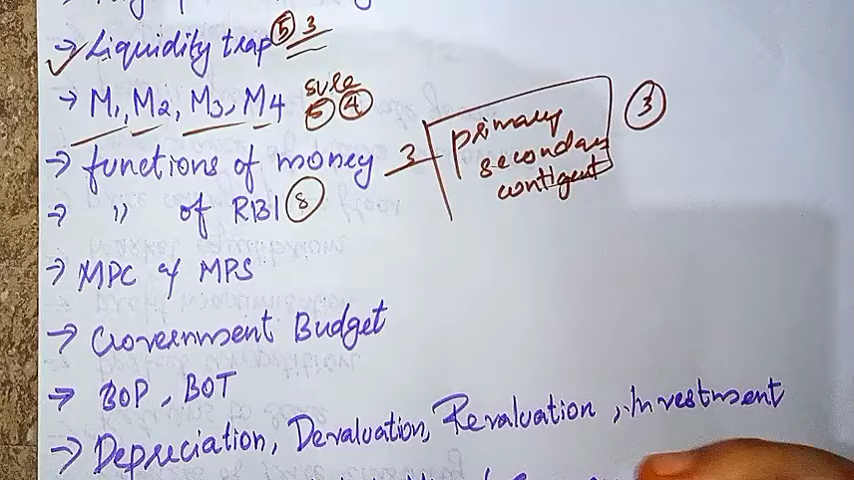 → Liquidity trap ⑤ 3
→ M1, M2, M3, M4 sure ⑤ ④
→ functions of money 3 primary secondary contigent ③
→ " of RBI ⑧
→ MPC & MPS
→ Government Budget
→ BOP, BOT
→ Depreciation, Devaluation, Revaluation, Investment